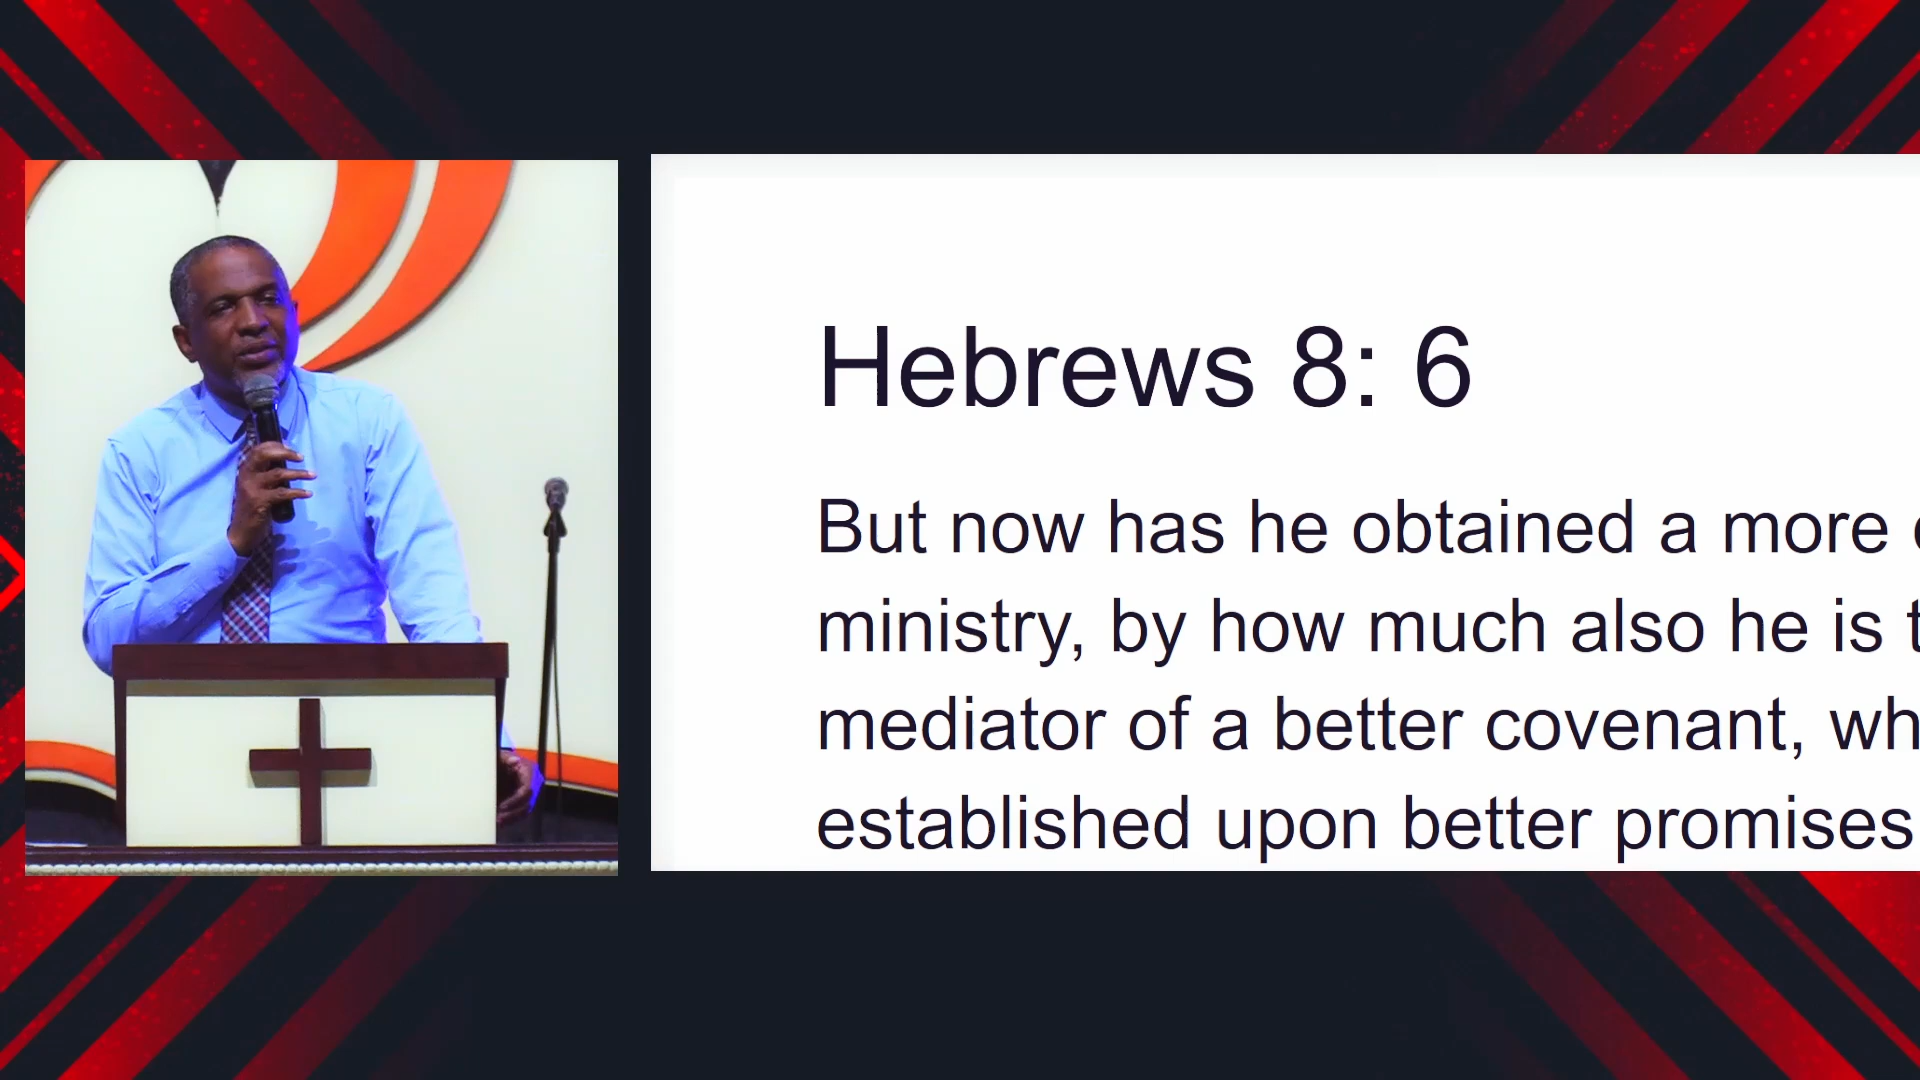 Hebrews 8: 6
But now has he obtained a more
ministry, by how much also he is
mediator of a better covenant,
established upon better promises